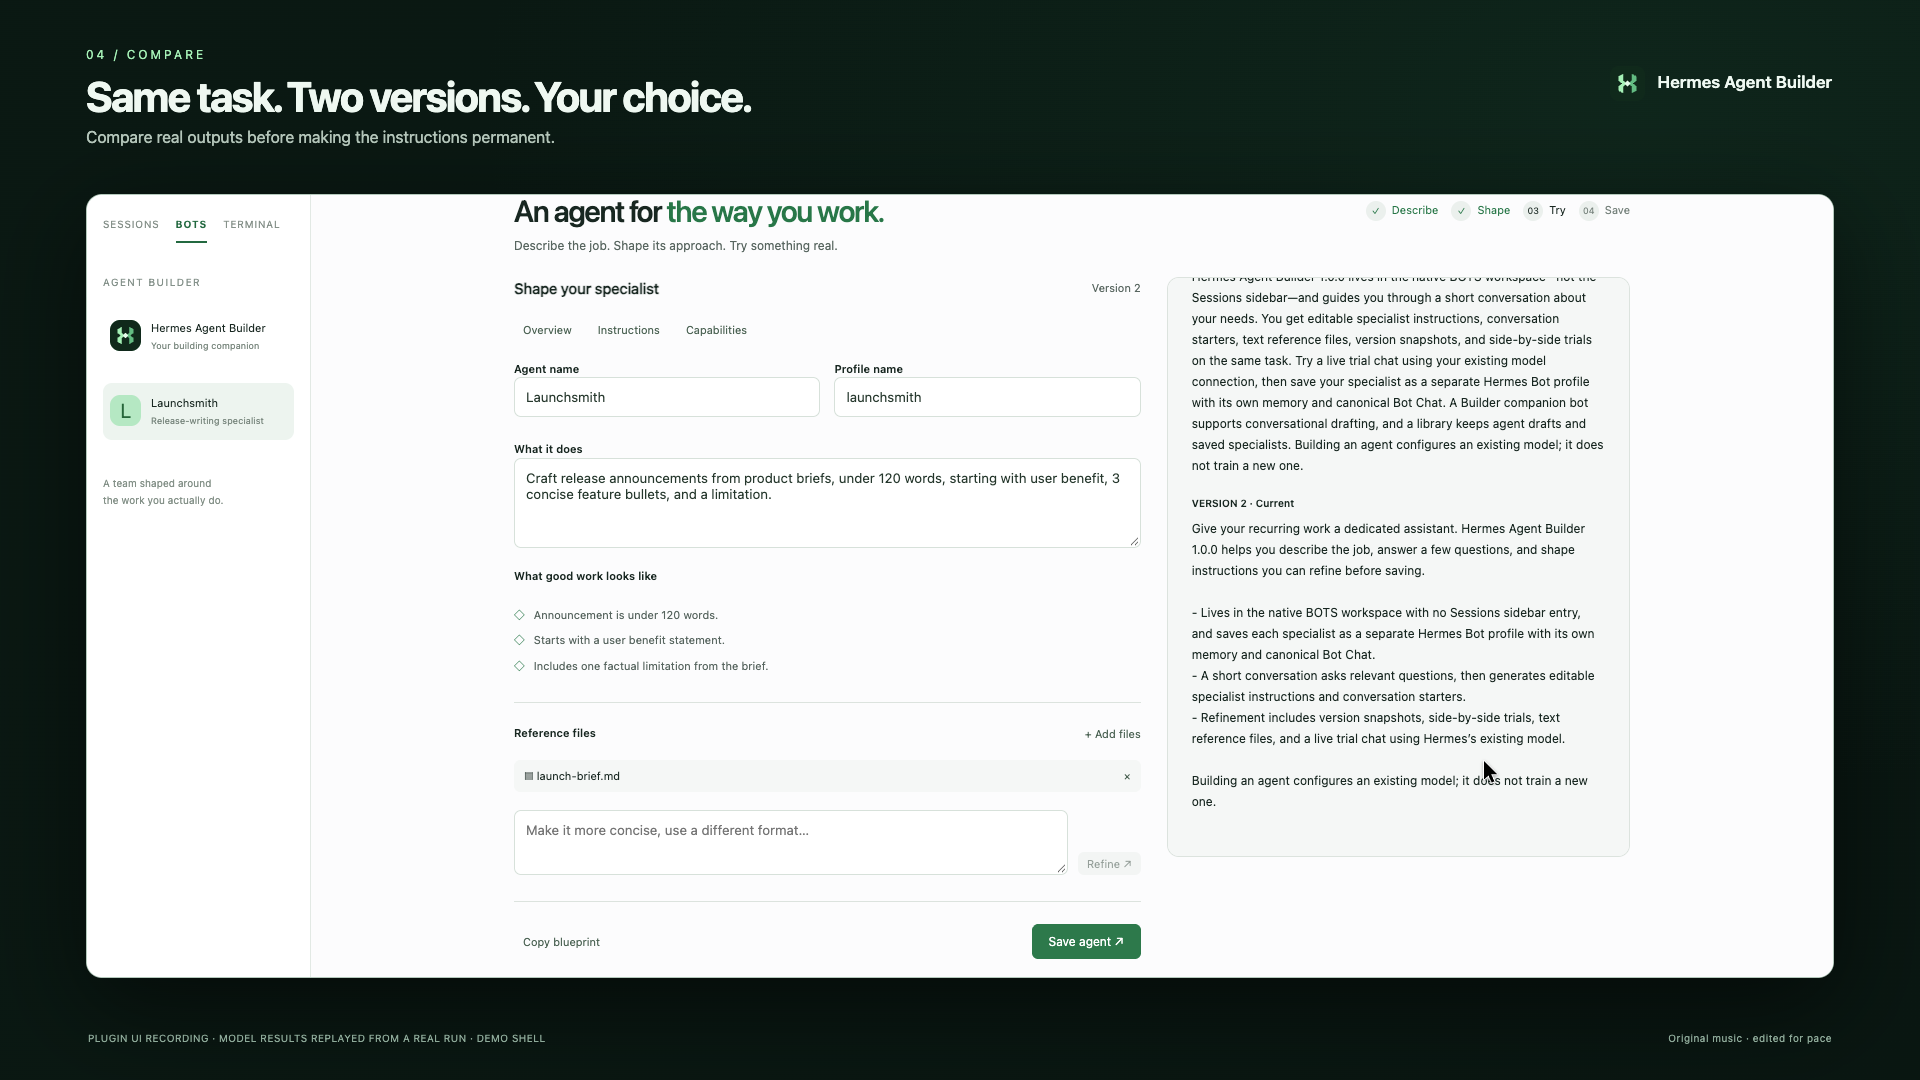 04 / COMPARE
Same task. Two versions. Your choice.
Compare real outputs before making the instructions permanent.
Hermes Agent Builder
SESSIONS BOTS TERMINAL
AGENT BUILDER
Hermes Agent Builder
Your building companion
L
Launchsmith
Release-writing specialist
A team shaped around
the work you actually do.
An agent for the way you work.
Describe the job. Shape its approach. Try something real.
✓ Describe ✓ Shape 03 Try 04 Save
Shape your specialist
Version 2
Overview Instructions Capabilities
Agent name
Launchsmith
Profile name
launchsmith
What it does
Craft release announcements from product briefs, under 120 words, starting with user benefit, 3
concise feature bullets, and a limitation.
What good work looks like
Announcement is under 120 words.
Starts with a user benefit statement.
Includes one factual limitation from the brief.
Reference files
+ Add files
launch-brief.md
×
Make it more concise, use a different format...
Refine ↗
Copy blueprint
Save agent ↗
Hermes Agent Builder 1.0.0 lives in the native BOTS workspace—not the
Sessions sidebar—and guides you through a short conversation about
your needs. You get editable specialist instructions, conversation
starters, text reference files, version snapshots, and side-by-side trials
on the same task. Try a live trial chat using your existing model
connection, then save your specialist as a separate Hermes Bot profile
with its own memory and canonical Bot Chat. A Builder companion bot
supports conversational drafting, and a library keeps agent drafts and
saved specialists. Building an agent configures an existing model; it does
not train a new one.
VERSION 2 · Current
Give your recurring work a dedicated assistant. Hermes Agent Builder
1.0.0 helps you describe the job, answer a few questions, and shape
instructions you can refine before saving.
- Lives in the native BOTS workspace with no Sessions sidebar entry,
and saves each specialist as a separate Hermes Bot profile with its own
memory and canonical Bot Chat.
- A short conversation asks relevant questions, then generates editable
specialist instructions and conversation starters.
- Refinement includes version snapshots, side-by-side trials, text
reference files, and a live trial chat using Hermes's existing model.
Building an agent configures an existing model; it does not train a new
one.
PLUGIN UI RECORDING · MODEL RESULTS REPLAYED FROM A REAL RUN · DEMO SHELL
Original music · edited for pace